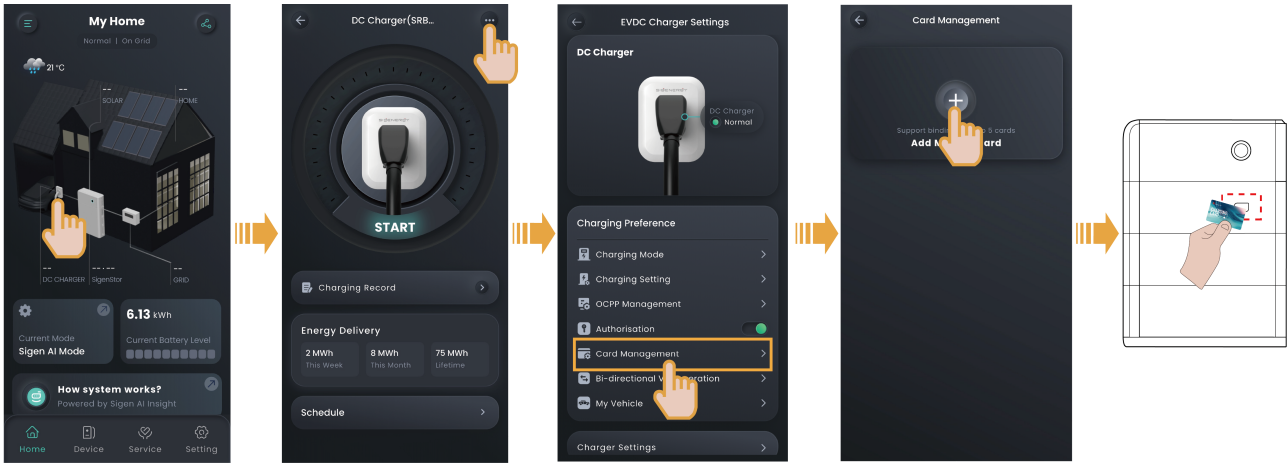 My Home
Normal | On Grid
21 °C
--
SOLAR
--
HOME
--
DC CHARGER
--:--
SigenStor
--
GRID
Current Mode
Sigen AI Mode
6.13 kWh
Current Battery Level
How system works?
Powered by Sigen AI Insight
Home
Device
Service
Setting
DC Charger(SRB...
START
Charging Record
Energy Delivery
2 MWh
This Week
8 MWh
This Month
75 MWh
Lifetime
Schedule
EVDC Charger Settings
DC Charger
DC Charger
Normal
Charging Preference
Charging Mode
Charging Setting
OCPP Management
Authorisation
Card Management
Bi-directional
My Vehicle
Charger Settings
Card Management
Support 5 cards
Add